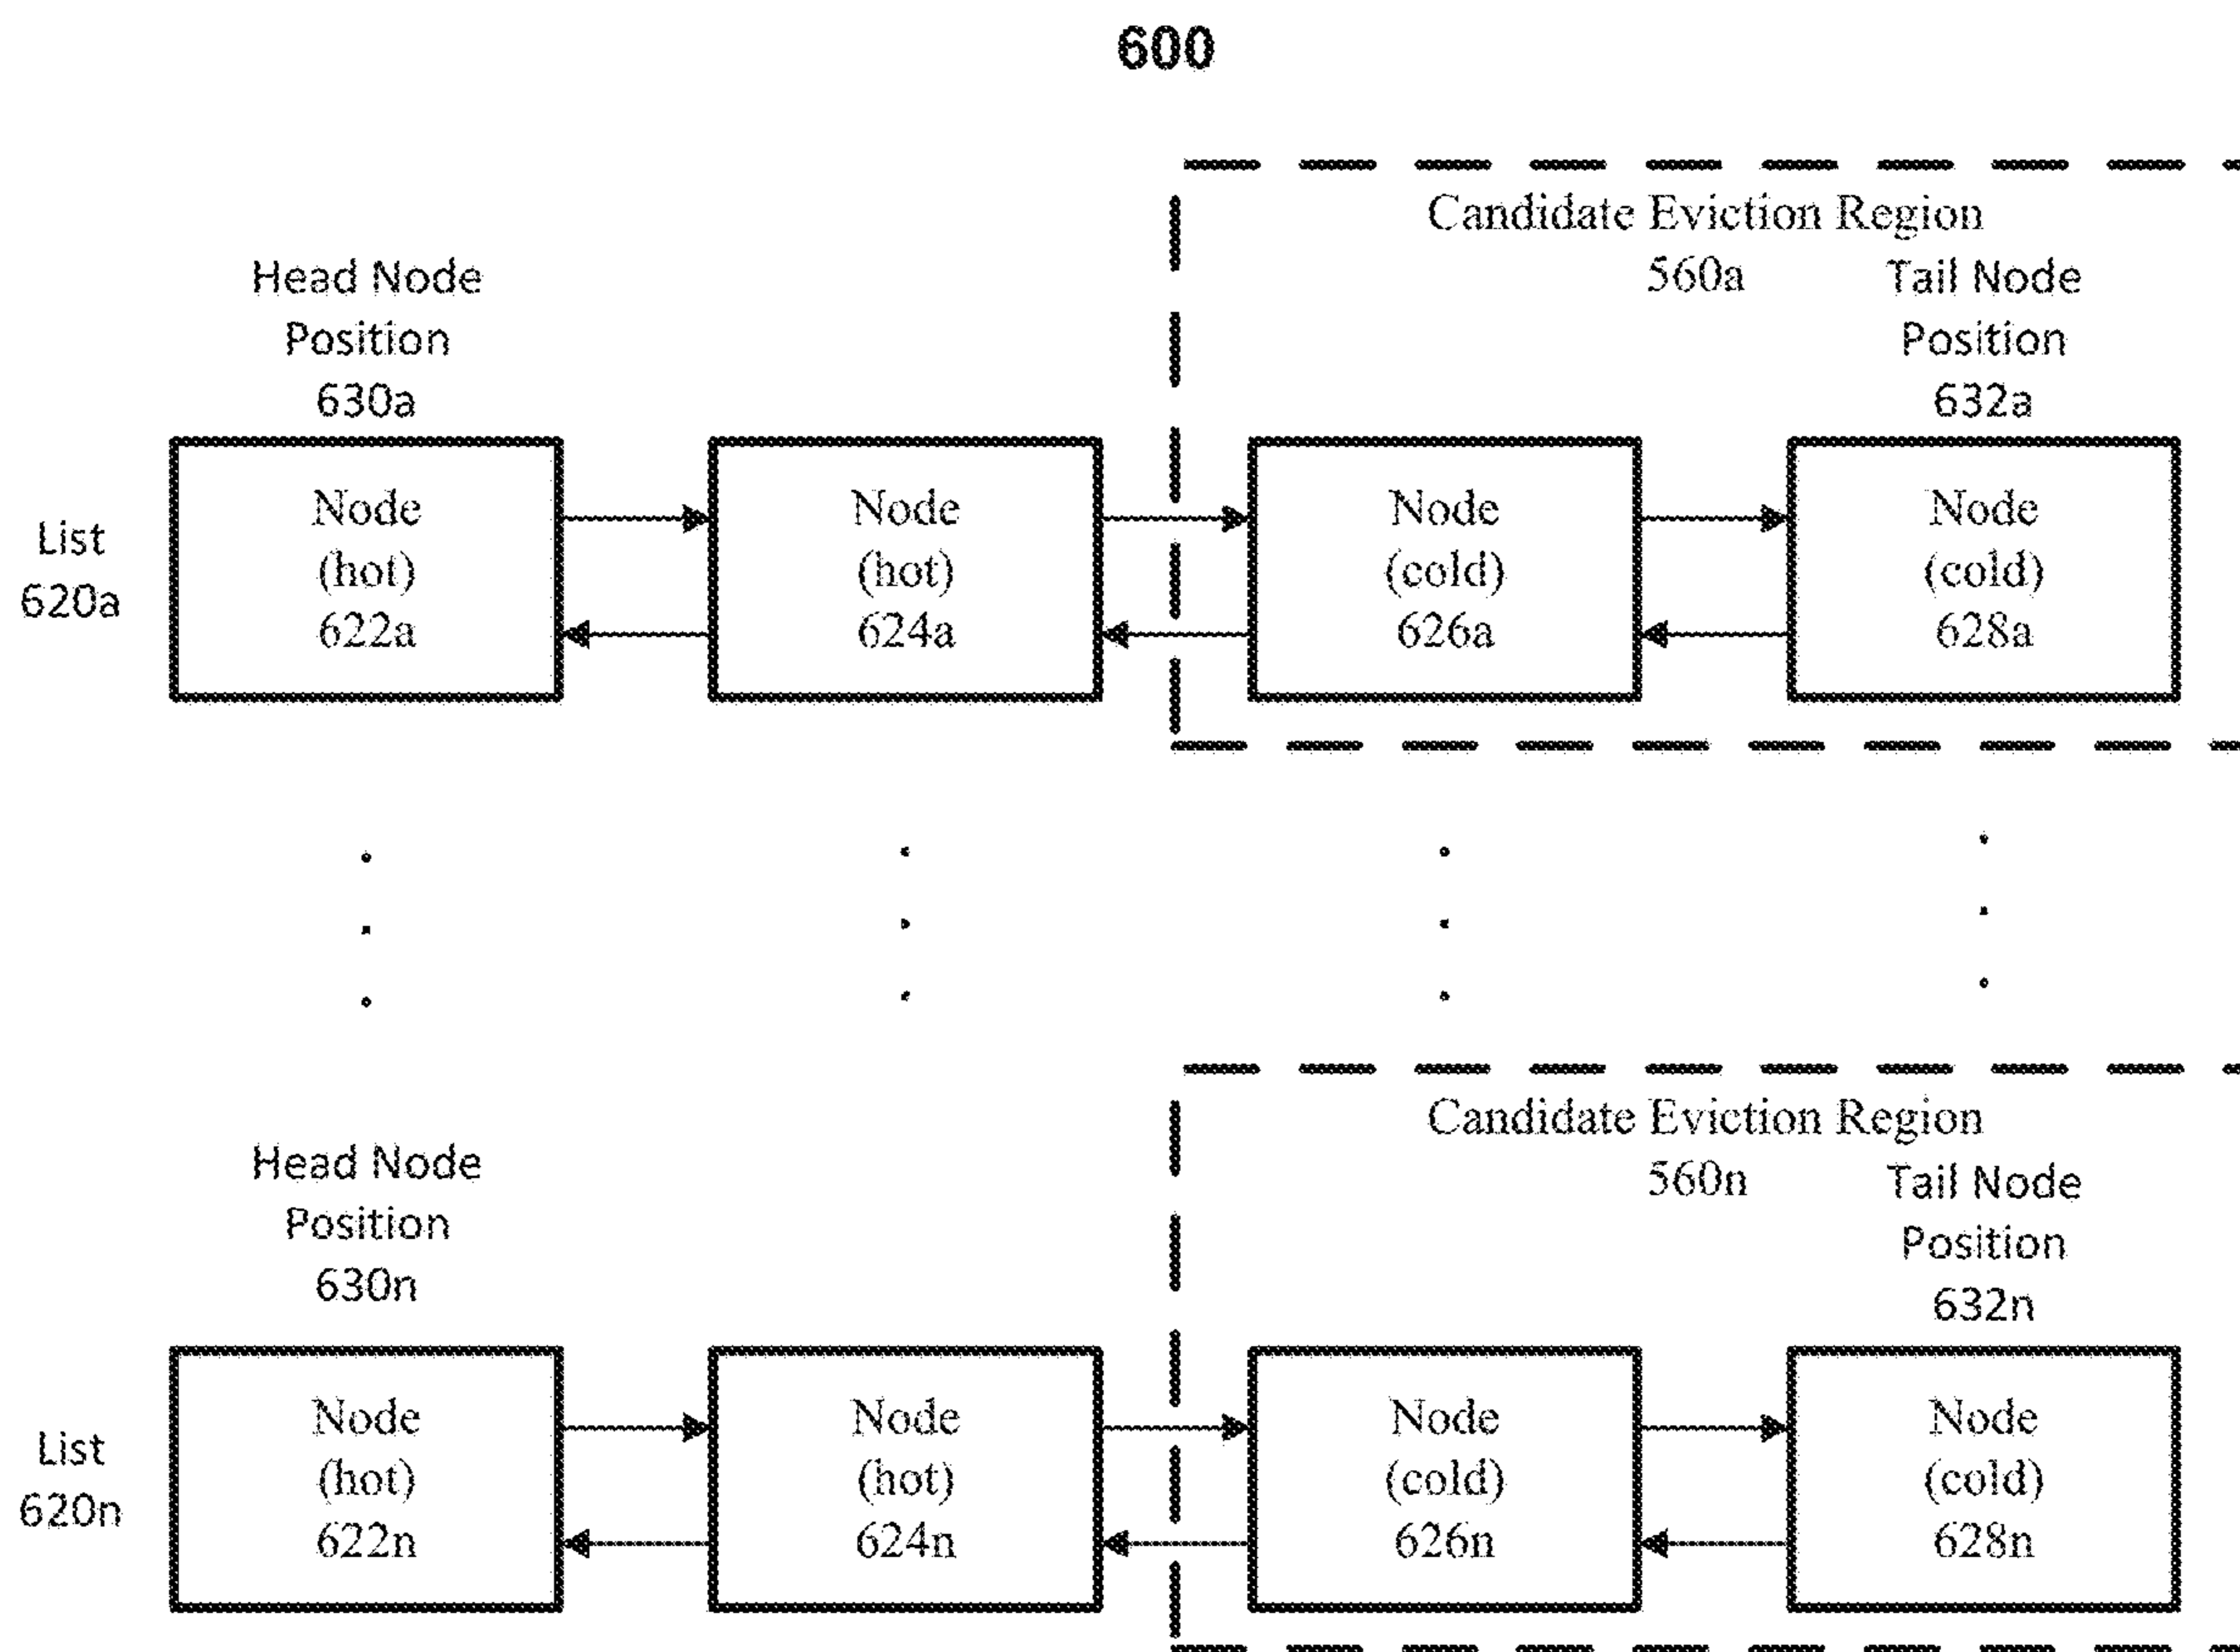 600
Candidate Eviction Region
560a
Head Node
Position
630a
Tail Node
Position
632a
List
620a
Node
(hot)
622a
Node
(hot)
624a
Node
(cold)
626a
Node
(cold)
628a
Candidate Eviction Region
560n
Head Node
Position
630n
Tail Node
Position
632n
List
620n
Node
(hot)
622n
Node
(hot)
624n
Node
(cold)
626n
Node
(cold)
628n